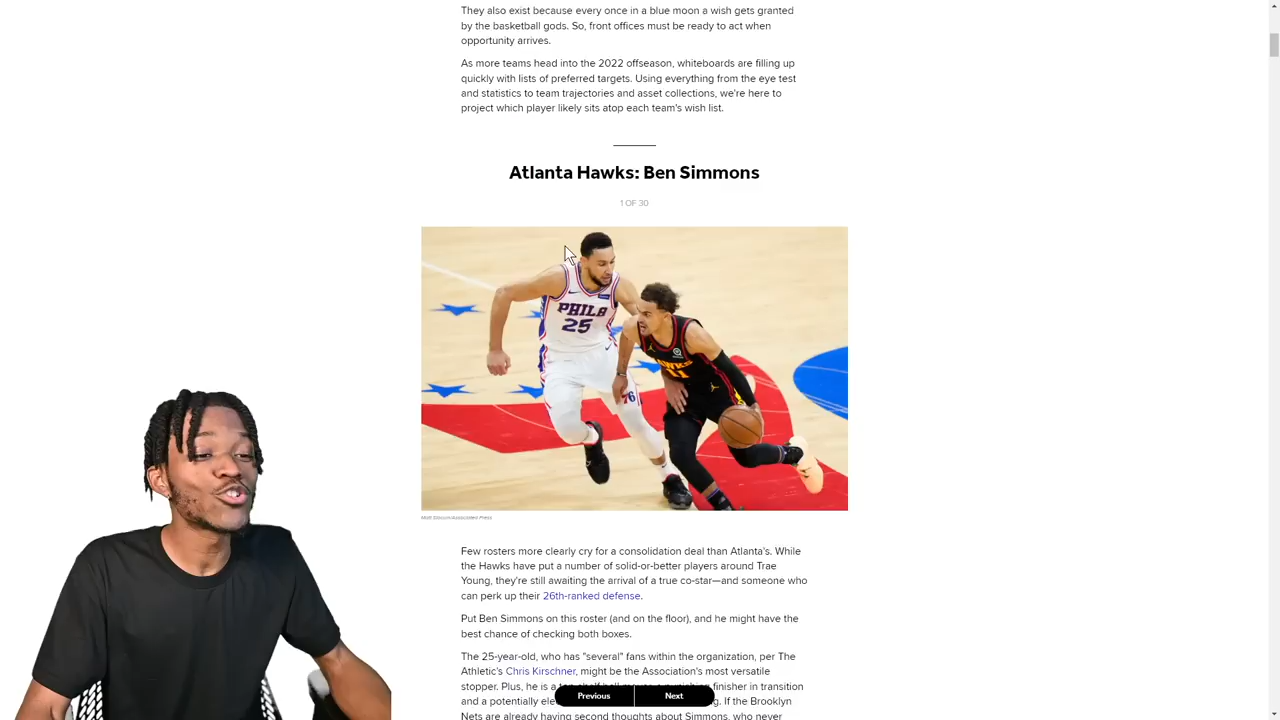 They also exist because every once in a blue moon a wish gets granted
by the basketball gods. So, front offices must be ready to act when
opportunity arrives.
As more teams head into the 2022 offseason, whiteboards are filling up
quickly with lists of preferred targets. Using everything from the eye test
and statistics to team trajectories and asset collections, we're here to
project which player likely sits atop each team's wish list.
Atlanta Hawks: Ben Simmons
1 OF 30
PHILA
25
76
HAWKS
11
Matt Slocum/Associated Press
Few rosters more clearly cry for a consolidation deal than Atlanta's. While
the Hawks have put a number of solid-or-better players around Trae
Young, they're still awaiting the arrival of a true co-star—and someone who
can perk up their 26th-ranked defense.
Put Ben Simmons on this roster (and on the floor), and he might have the
best chance of checking both boxes.
The 25-year-old, who has "several" fans within the organization, per The
Athletic's Chris Kirschner, might be the Association's most versatile
stopper. Plus, he is a finisher in transition
and a potentially If the Brooklyn
Nets are already having second thoughts about Simmons, who never
Previous
Next